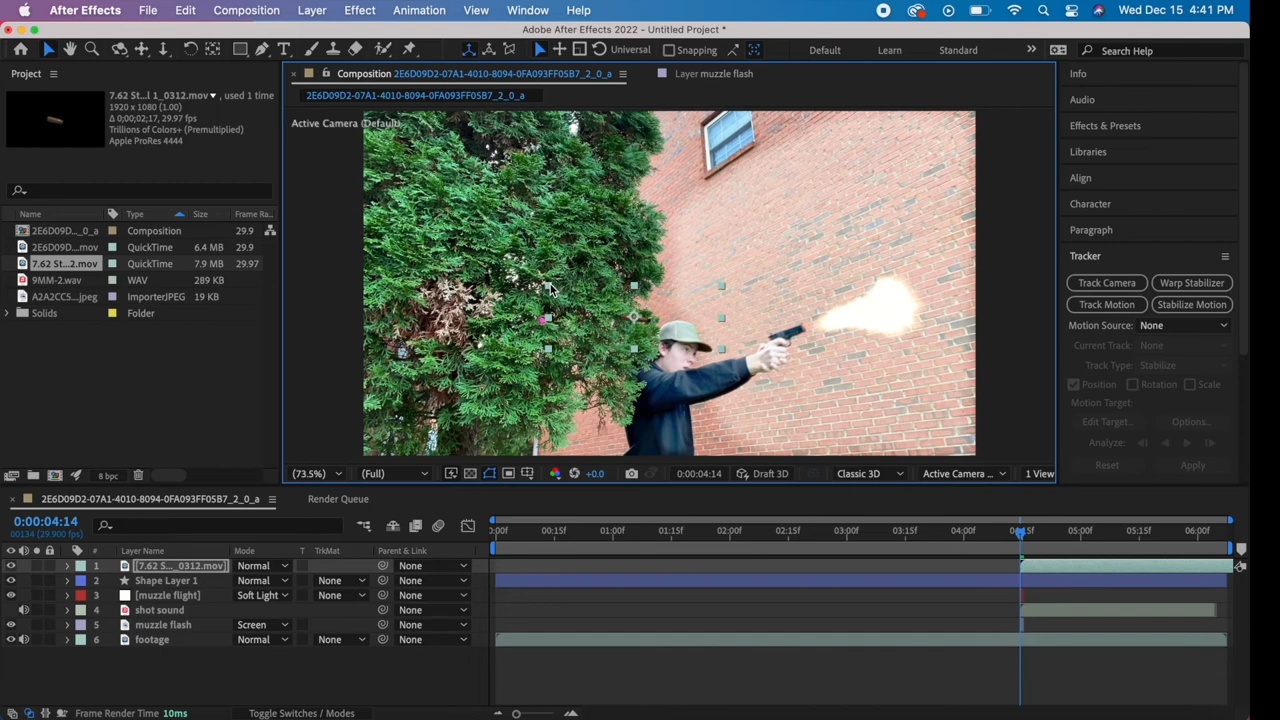 After Effects File Edit Composition Layer Effect Animation View Window Help Wed Dec 15 4:41 PM
Adobe After Effects 2022 - Untitled Project *
Universal Snapping Default Learn Standard Search Help
Project
7.62 St...l 1_0312.mov, used 1 time
1920 x 1080 (1.00)
Δ 0;00;02;17, 29.97 fps
Trillions of Colors+ (Premultiplied)
Apple ProRes 4444
Name Type Size Frame Ra...
2E6D09D..._0_a Composition 29.9
2E6D09D...mov QuickTime 6.4 MB 29.9
7.62 St...2.mov QuickTime 7.9 MB 29.97
9MM-2.wav WAV 289 KB
A2A2CC5...jpeg ImporterJPEG 19 KB
Solids Folder
8 bpc
Composition 2E6D09D2-07A1-4010-8094-0FA093FF05B7_2_0_a Layer muzzle flash
2E6D09D2-07A1-4010-8094-0FA093FF05B7_2_0_a
Active Camera (Default)
(73.5%) (Full) +0.0 0:00:04:14 Draft 3D Classic 3D Active Camera ... 1 View
Info
Audio
Effects & Presets
Libraries
Align
Character
Paragraph
Tracker
Track Camera Warp Stabilizer
Track Motion Stabilize Motion
Motion Source: None
Current Track: None
Track Type: Stabilize
Position Rotation Scale
Motion Target:
Edit Target... Options...
Analyze:
Reset Apply
2E6D09D2-07A1-4010-8094-0FA093FF05B7_2_0_a Render Queue
0:00:04:14
00134 (29.900 fps)
:00f 00:15f 01:00f 01:15f 02:00f 02:15f 03:00f 03:15f 04:00f 05:00f 05:15f 06:00f
# Layer Name Mode T TrkMat Parent & Link
1 [7.62 S..._0312.mov] Normal None
2 Shape Layer 1 Normal None None
3 [muzzle flight] Soft Light None None
4 shot sound None
5 muzzle flash Screen None
6 footage Normal None None
Frame Render Time 10ms Toggle Switches / Modes